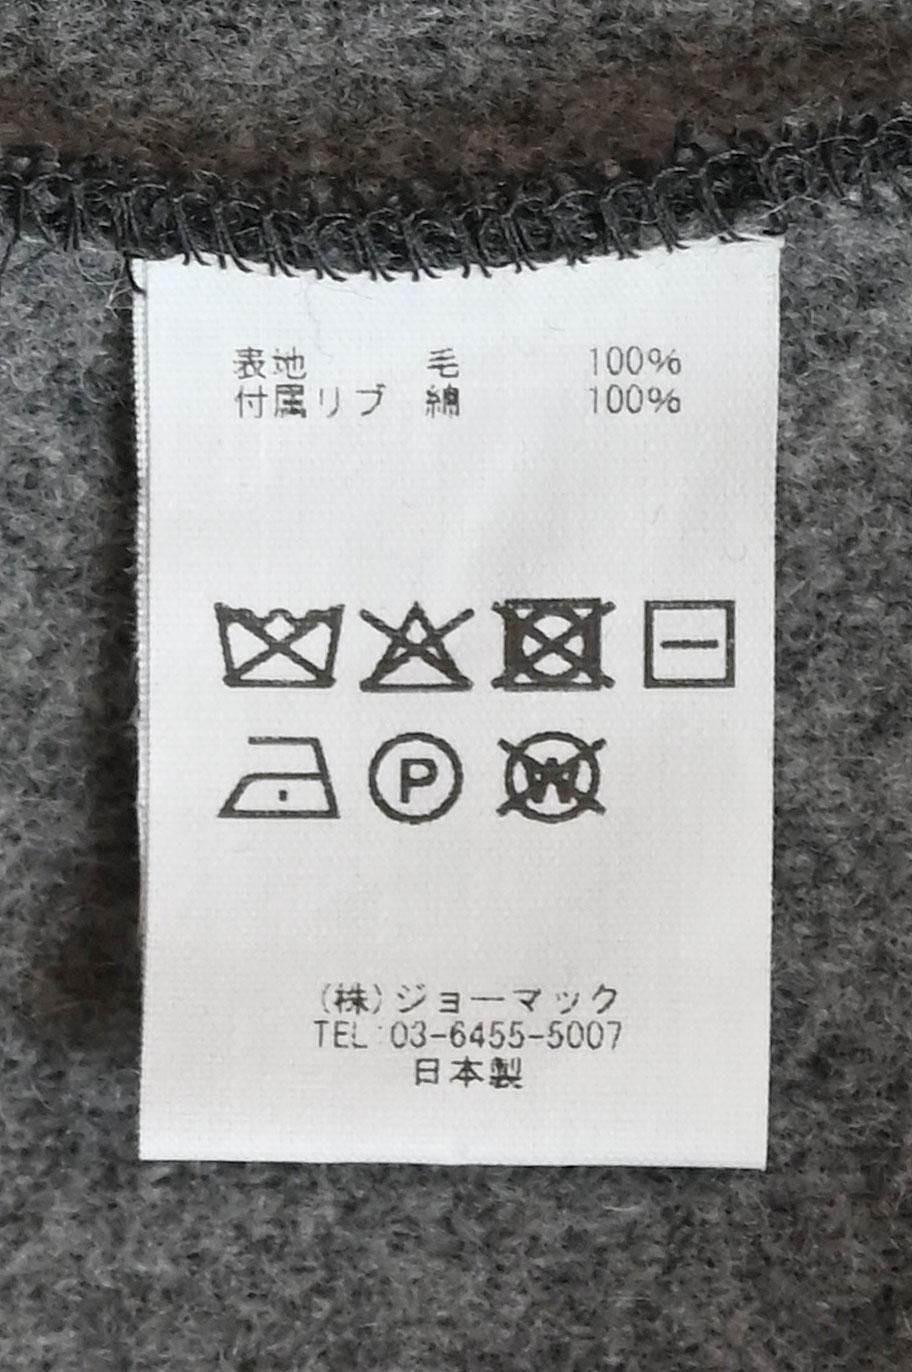 表地 毛 100%
付属リブ 綿 100%
P W
(株)ジョーマック
TEL:03-6455-5007
日本製